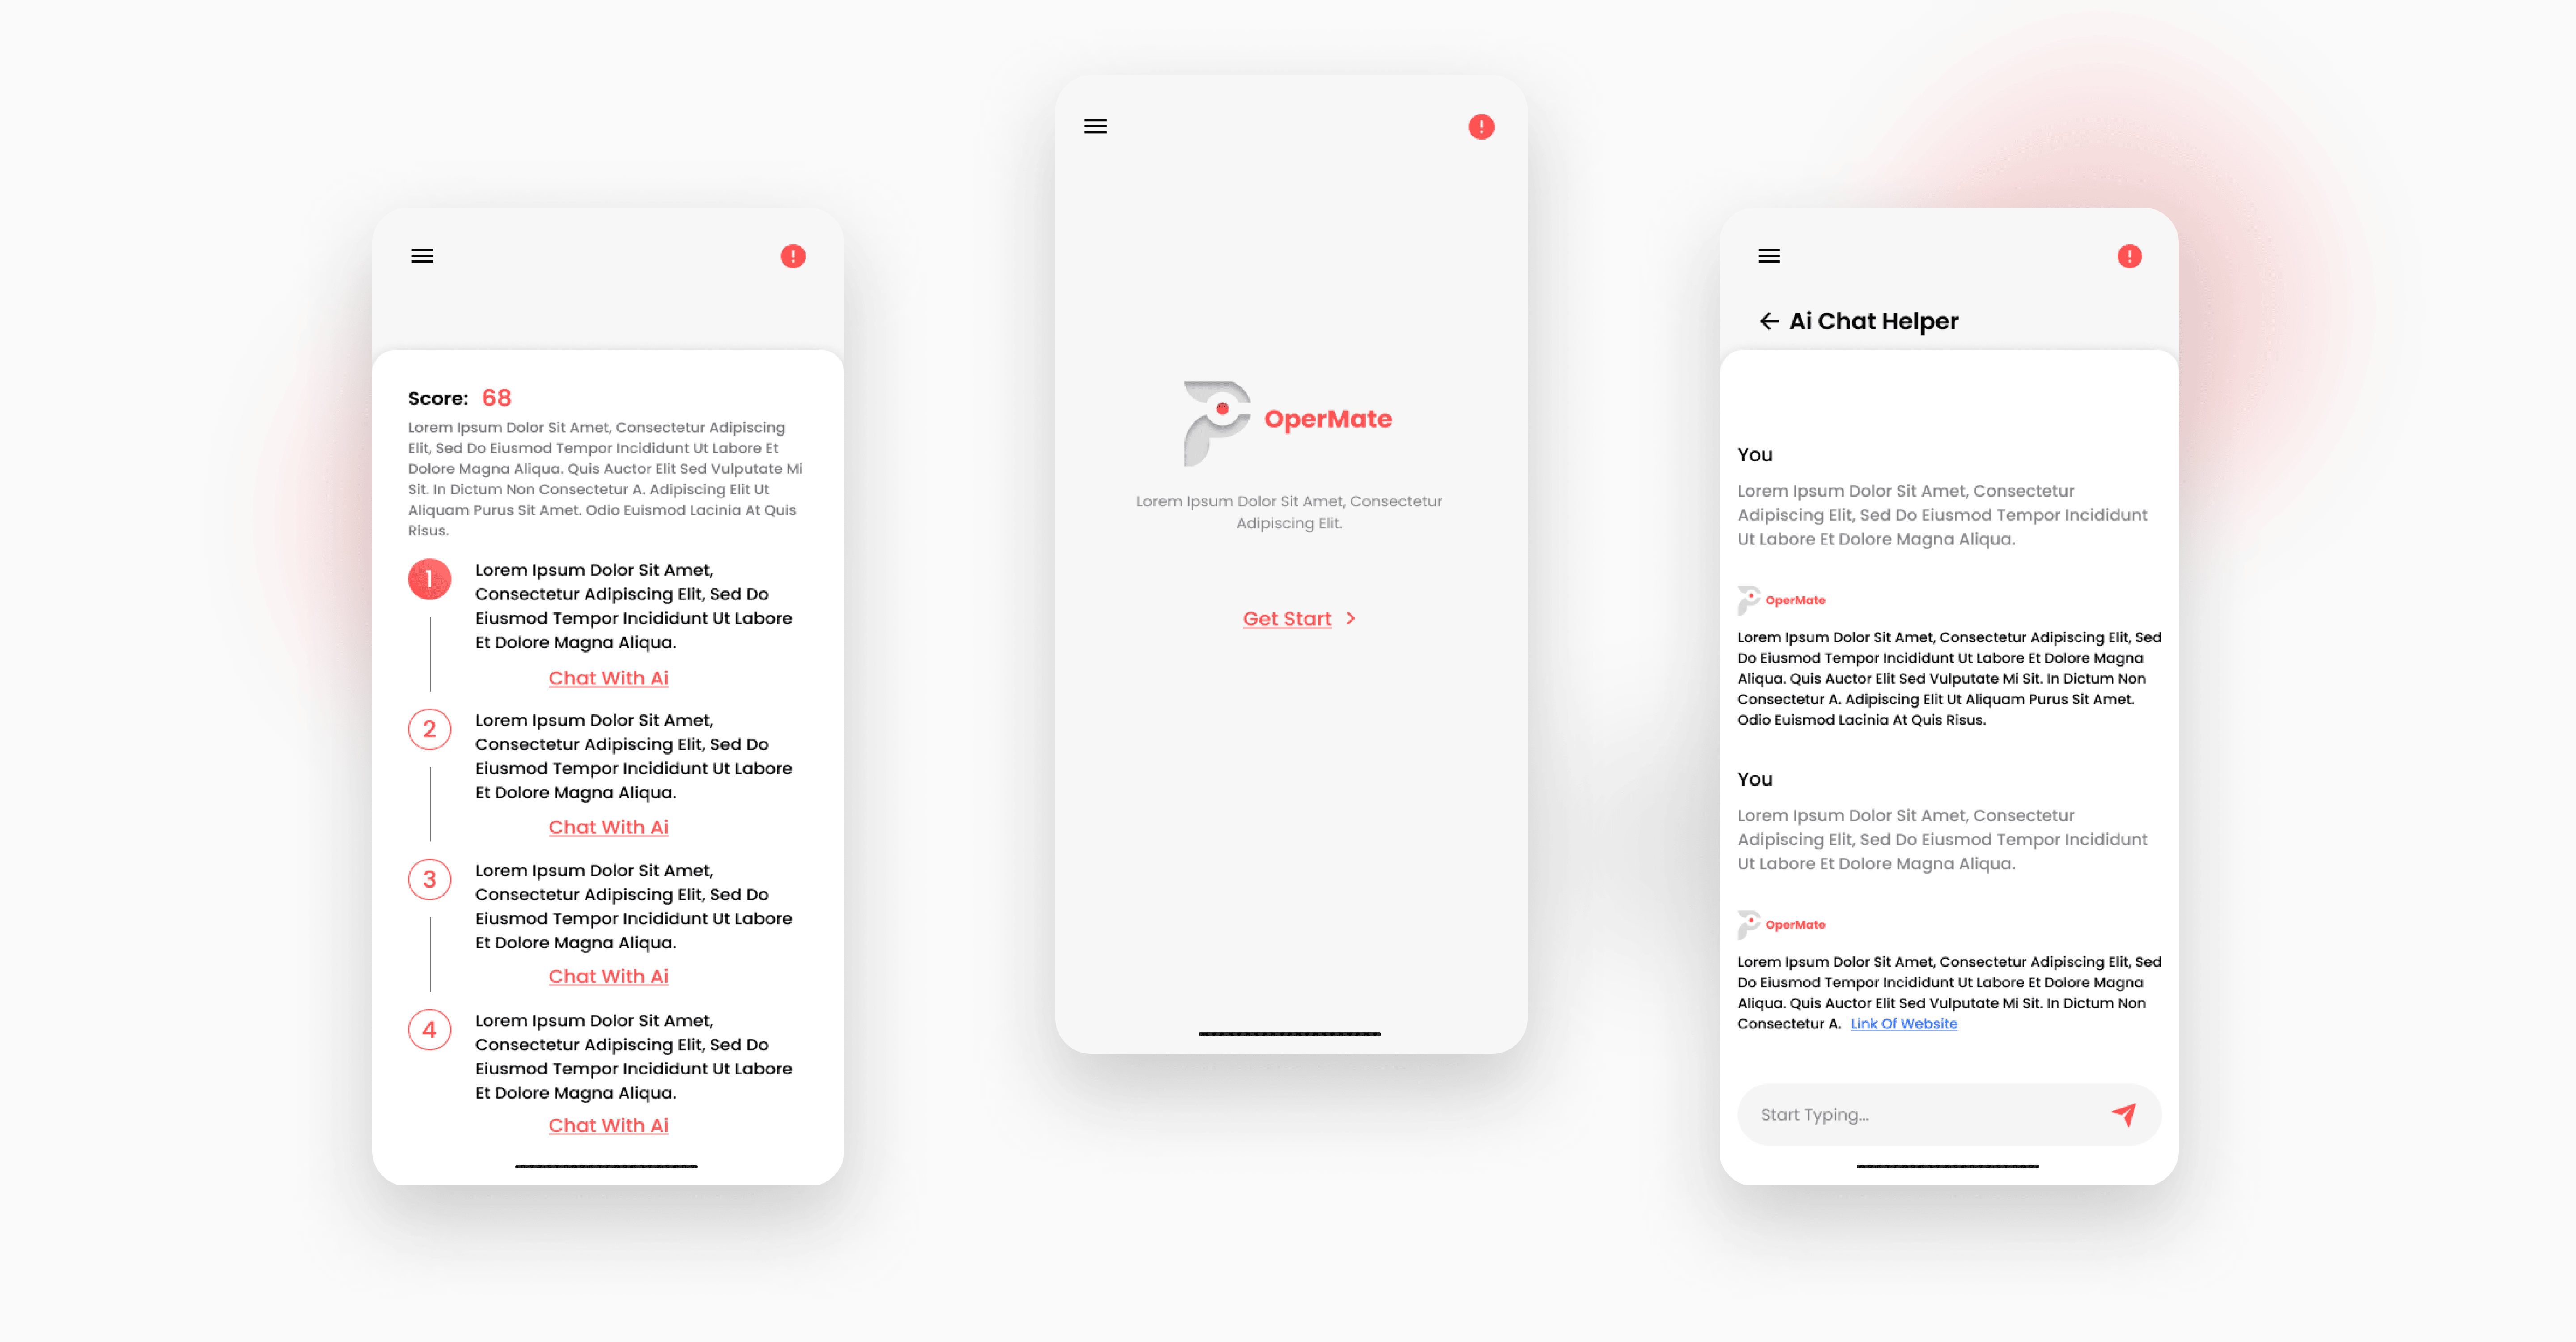 Score: 68
Lorem Ipsum Dolor Sit Amet, Consectetur Adipiscing
Elit, Sed Do Eiusmod Tempor Incididunt Ut Labore Et
Dolore Magna Aliqua. Quis Auctor Elit Sed Vulputate Mi
Sit. In Dictum Non Consectetur A. Adipiscing Elit Ut
Aliquam Purus Sit Amet. Odio Euismod Lacinia At Quis
Risus.
1
Lorem Ipsum Dolor Sit Amet,
Consectetur Adipiscing Elit, Sed Do
Eiusmod Tempor Incididunt Ut Labore
Et Dolore Magna Aliqua.
Chat With Ai
2
Lorem Ipsum Dolor Sit Amet,
Consectetur Adipiscing Elit, Sed Do
Eiusmod Tempor Incididunt Ut Labore
Et Dolore Magna Aliqua.
Chat With Ai
3
Lorem Ipsum Dolor Sit Amet,
Consectetur Adipiscing Elit, Sed Do
Eiusmod Tempor Incididunt Ut Labore
Et Dolore Magna Aliqua.
Chat With Ai
4
Lorem Ipsum Dolor Sit Amet,
Consectetur Adipiscing Elit, Sed Do
Eiusmod Tempor Incididunt Ut Labore
Et Dolore Magna Aliqua.
Chat With Ai
OperMate
Lorem Ipsum Dolor Sit Amet, Consectetur
Adipiscing Elit.
Get Start
Ai Chat Helper
You
Lorem Ipsum Dolor Sit Amet, Consectetur
Adipiscing Elit, Sed Do Eiusmod Tempor Incididunt
Ut Labore Et Dolore Magna Aliqua.
OperMate
Lorem Ipsum Dolor Sit Amet, Consectetur Adipiscing Elit, Sed
Do Eiusmod Tempor Incididunt Ut Labore Et Dolore Magna
Aliqua. Quis Auctor Elit Sed Vulputate Mi Sit. In Dictum Non
Consectetur A. Adipiscing Elit Ut Aliquam Purus Sit Amet.
Odio Euismod Lacinia At Quis Risus.
You
Lorem Ipsum Dolor Sit Amet, Consectetur
Adipiscing Elit, Sed Do Eiusmod Tempor Incididunt
Ut Labore Et Dolore Magna Aliqua.
OperMate
Lorem Ipsum Dolor Sit Amet, Consectetur Adipiscing Elit, Sed
Do Eiusmod Tempor Incididunt Ut Labore Et Dolore Magna
Aliqua. Quis Auctor Elit Sed Vulputate Mi Sit. In Dictum Non
Consectetur A. Link Of Website
Start Typing...